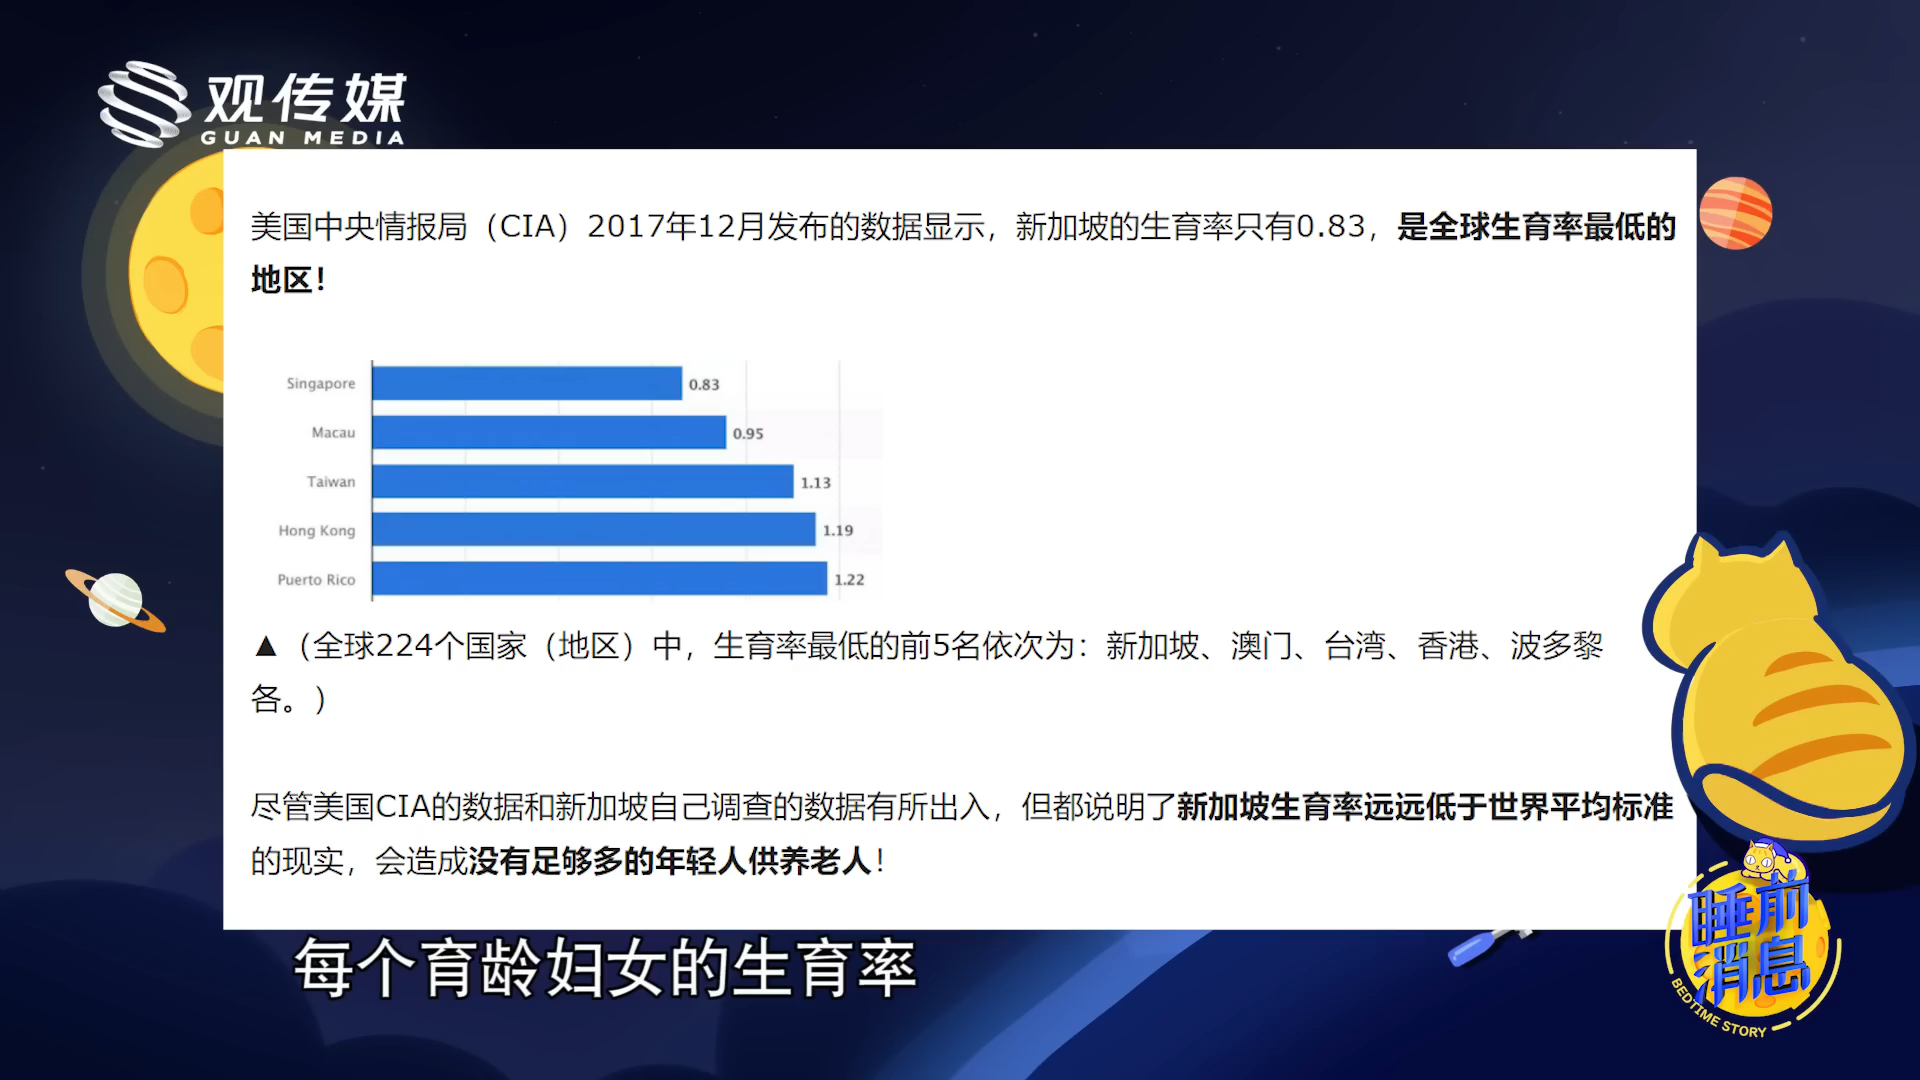 观传媒
GUAN MEDIA
美国中央情报局（CIA）2017年12月发布的数据显示，新加坡的生育率只有0.83，是全球生育率最低的
地区！
Singapore 0.83
Macau 0.95
Taiwan 1.13
Hong Kong 1.19
Puerto Rico 1.22
▲（全球224个国家（地区）中，生育率最低的前5名依次为：新加坡、澳门、台湾、香港、波多黎
各。）
尽管美国CIA的数据和新加坡自己调查的数据有所出入，但都说明了新加坡生育率远远低于世界平均标准
的现实，会造成没有足够多的年轻人供养老人！
每个育龄妇女的生育率
睡前
消息
BEDTIME STORY